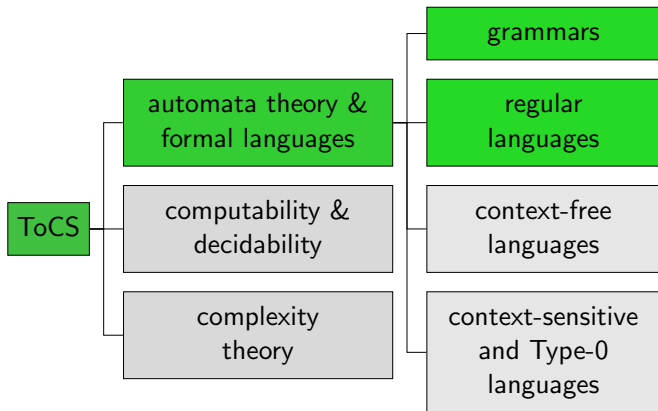 ToCS
automata theory &
formal languages
computability &
decidability
complexity
theory
grammars
regular
languages
context-free
languages
context-sensitive
and Type-0
languages